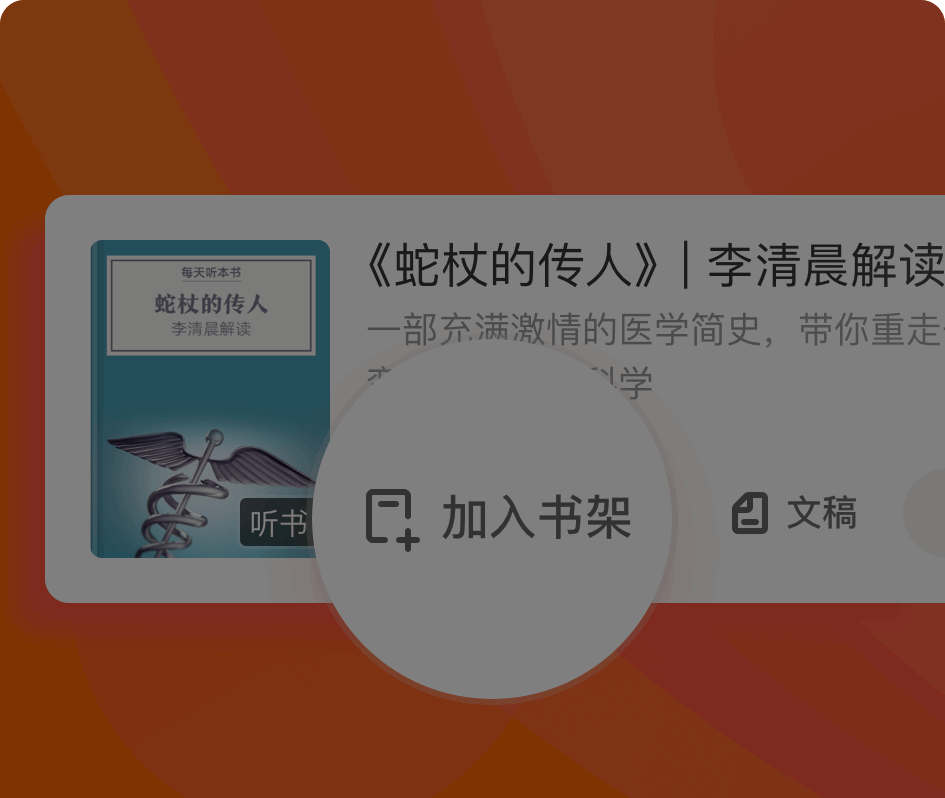 每天听本书
蛇杖的传人
李清晨解读
听书
《蛇杖的传人》| 李清晨解读
一部充满激情的医学简史，带你重走
科学
加入书架
文稿